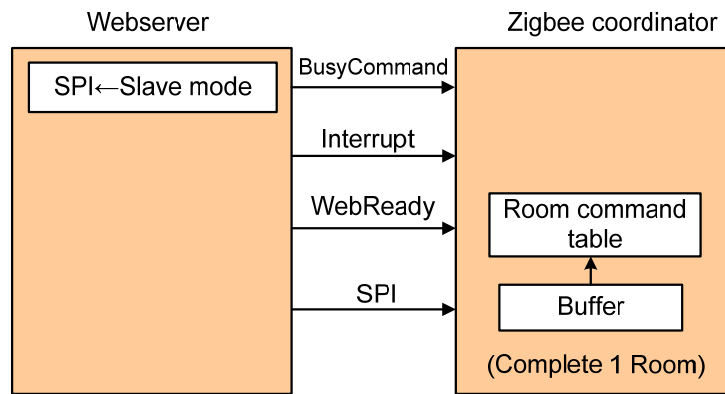 Webserver
Zigbee coordinator
SPI←Slave mode
BusyCommand
Interrupt
WebReady
Room command
table
SPI
Buffer
(Complete 1 Room)